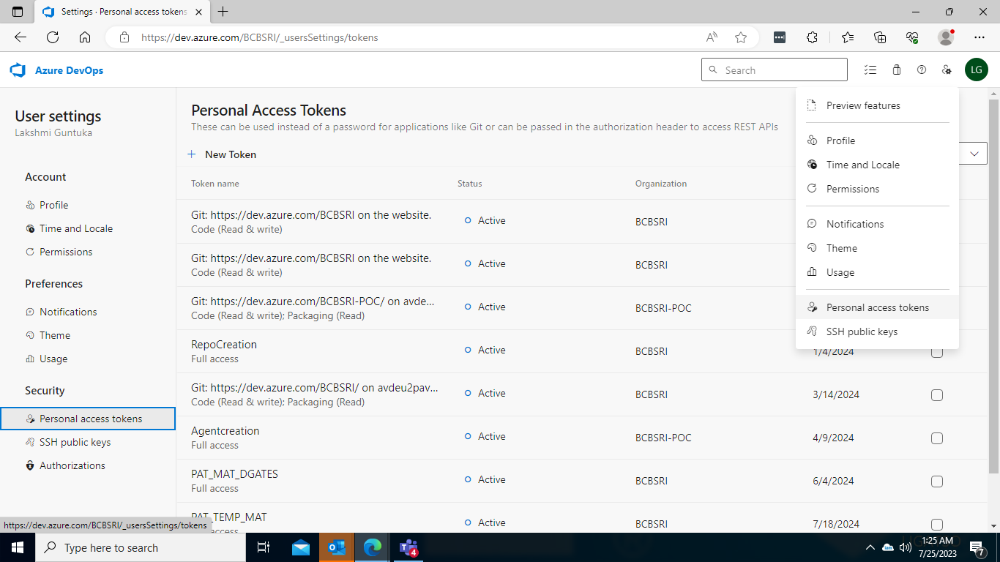 Settings · Personal access tokens
https://dev.azure.com/BCBSRI/_usersSettings/tokens
Azure DevOps
Search
LG
User settings
Lakshmi Guntuka
Account
Profile
Time and Locale
Permissions
Preferences
Notifications
Theme
Usage
Security
Personal access tokens
SSH public keys
Authorizations
Personal Access Tokens
These can be used instead of a password for applications like Git or can be passed in the authorization header to access REST APIs
New Token
Token name Status Organization
Git: https://dev.azure.com/BCBSRI on the website. Active BCBSRI
Code (Read & write)
Git: https://dev.azure.com/BCBSRI on the website. Active BCBSRI
Code (Read & write)
Git: https://dev.azure.com/BCBSRI-POC/ on avde... Active BCBSRI-POC
Code (Read & write); Packaging (Read)
RepoCreation Active BCBSRI 1/4/2024
Full access
Git: https://dev.azure.com/BCBSRI/ on avdeu2pav... Active BCBSRI 3/14/2024
Code (Read & write); Packaging (Read)
Agentcreation Active BCBSRI-POC 4/9/2024
Full access
PAT_MAT_DGATES Active BCBSRI 6/4/2024
Full access
PAT_TEMP_MAT Active BCBSRI 7/18/2024
Preview features
Profile
Time and Locale
Permissions
Notifications
Theme
Usage
Personal access tokens
SSH public keys
https://dev.azure.com/BCBSRI/_usersSettings/tokens
Type here to search
4
1:25 AM
7/25/2023
7